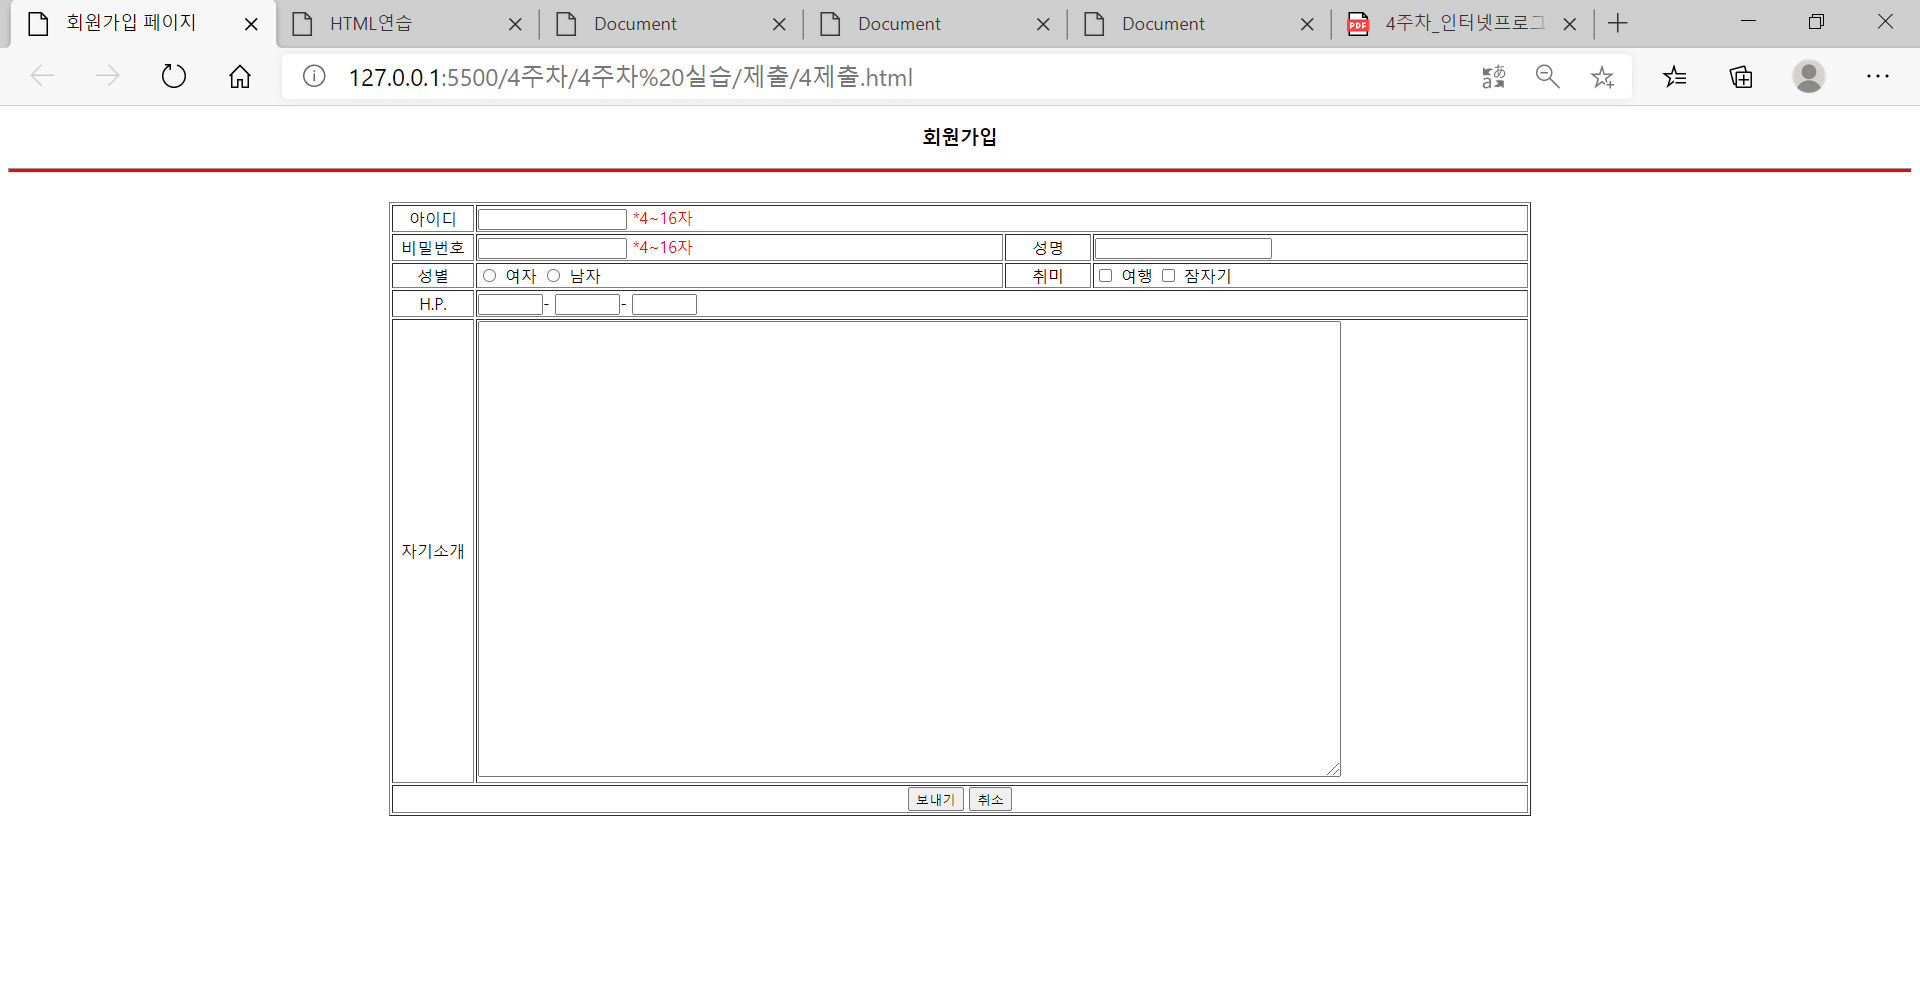 회원가입 페이지
HTML연습
Document
Document
Document
4주차_인터넷프로그
127.0.0.1:5500/4주차/4주차%20실습/제출/4제출.html
회원가입
아이디 *4~16자
비밀번호 *4~16자 성명
성별 여자 남자 취미 여행 잠자기
H.P. - -
자기소개
보내기 취소